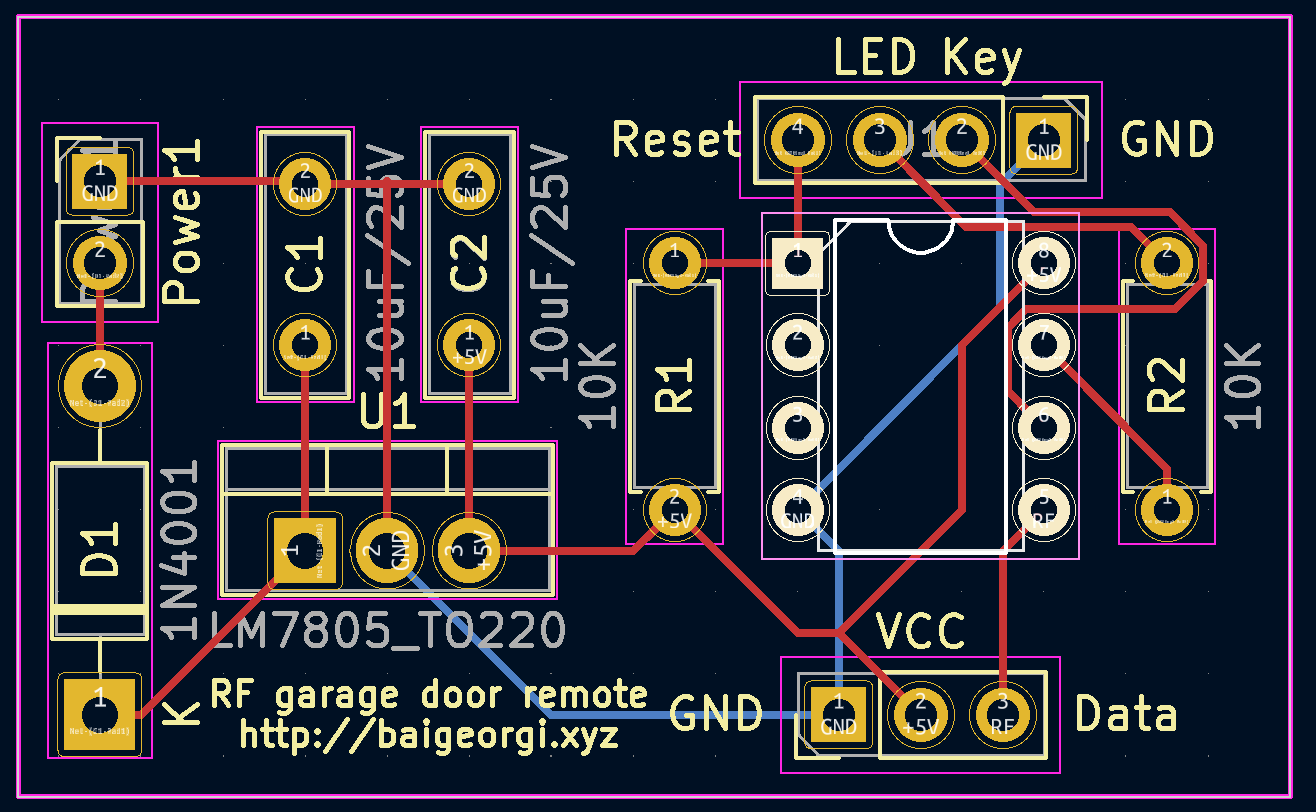 LED Key
Reset
4
3
2
1
GND
J1
GND
1
GND
2
Power1
2
GND
C1
1
10uF/25V
2
GND
C2
1
+5V
10uF/25V
1
R1
2
+5V
10K
1
2
3
4
GND
8
+5V
7
6
5
RF
2
R2
1
10K
2
D1
1N4001
1
K
U1
1
2
GND
3
+5V
LM7805_TO220
RF garage door remote
http://baigeorgi.xyz
VCC
GND
1
GND
2
+5V
3
RF
Data